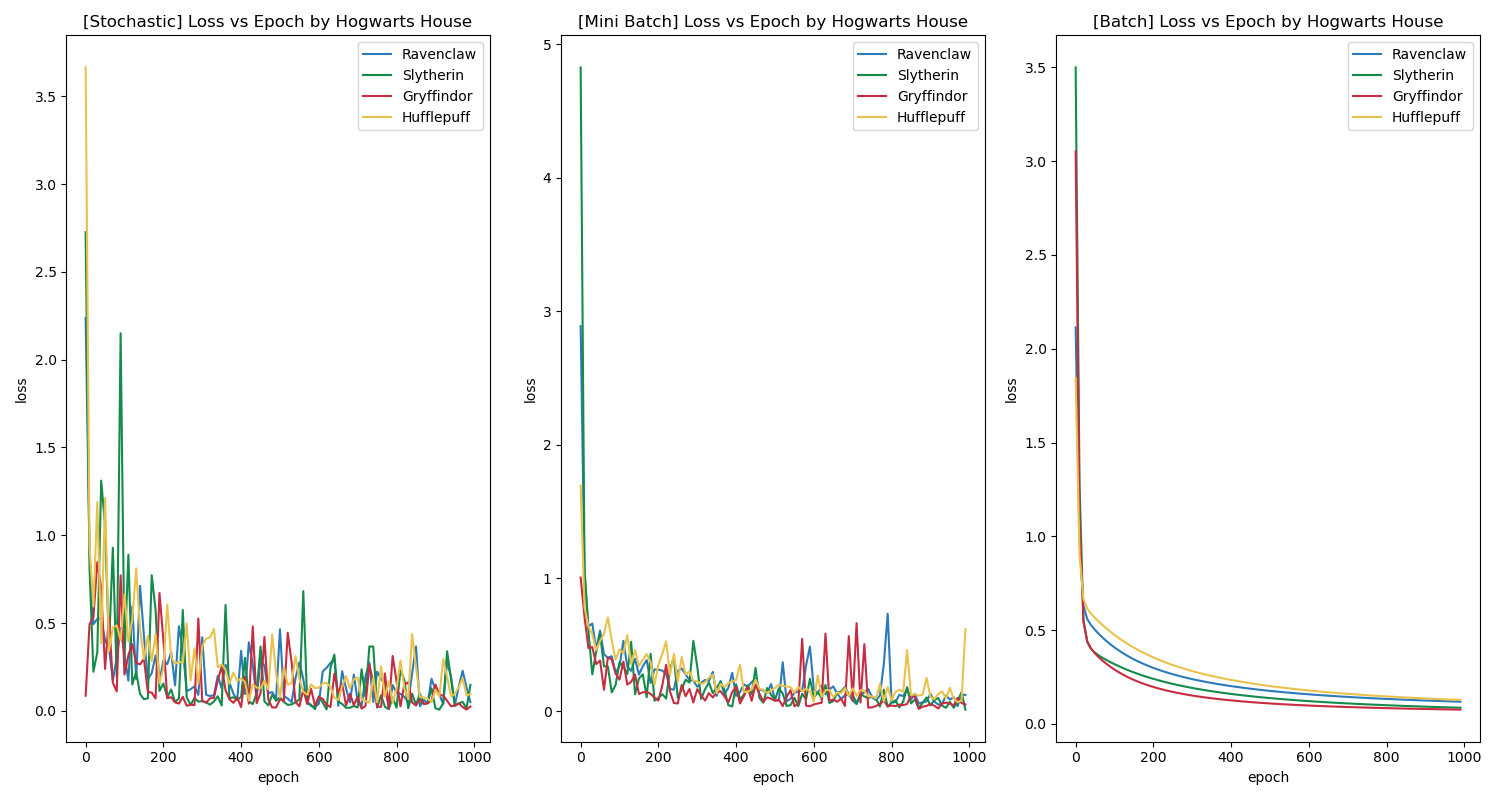 [Stochastic] Loss vs Epoch by Hogwarts House
Ravenclaw
Slytherin
Gryffindor
Hufflepuff
3.5
3.0
2.5
2.0
1.5
1.0
0.5
0.0
loss
0 200 400 600 800 1000
epoch
[Mini Batch] Loss vs Epoch by Hogwarts House
Ravenclaw
Slytherin
Gryffindor
Hufflepuff
5
4
3
2
1
0
loss
0 200 400 600 800 1000
epoch
[Batch] Loss vs Epoch by Hogwarts House
Ravenclaw
Slytherin
Gryffindor
Hufflepuff
3.5
3.0
2.5
2.0
1.5
1.0
0.5
0.0
loss
0 200 400 600 800 1000
epoch